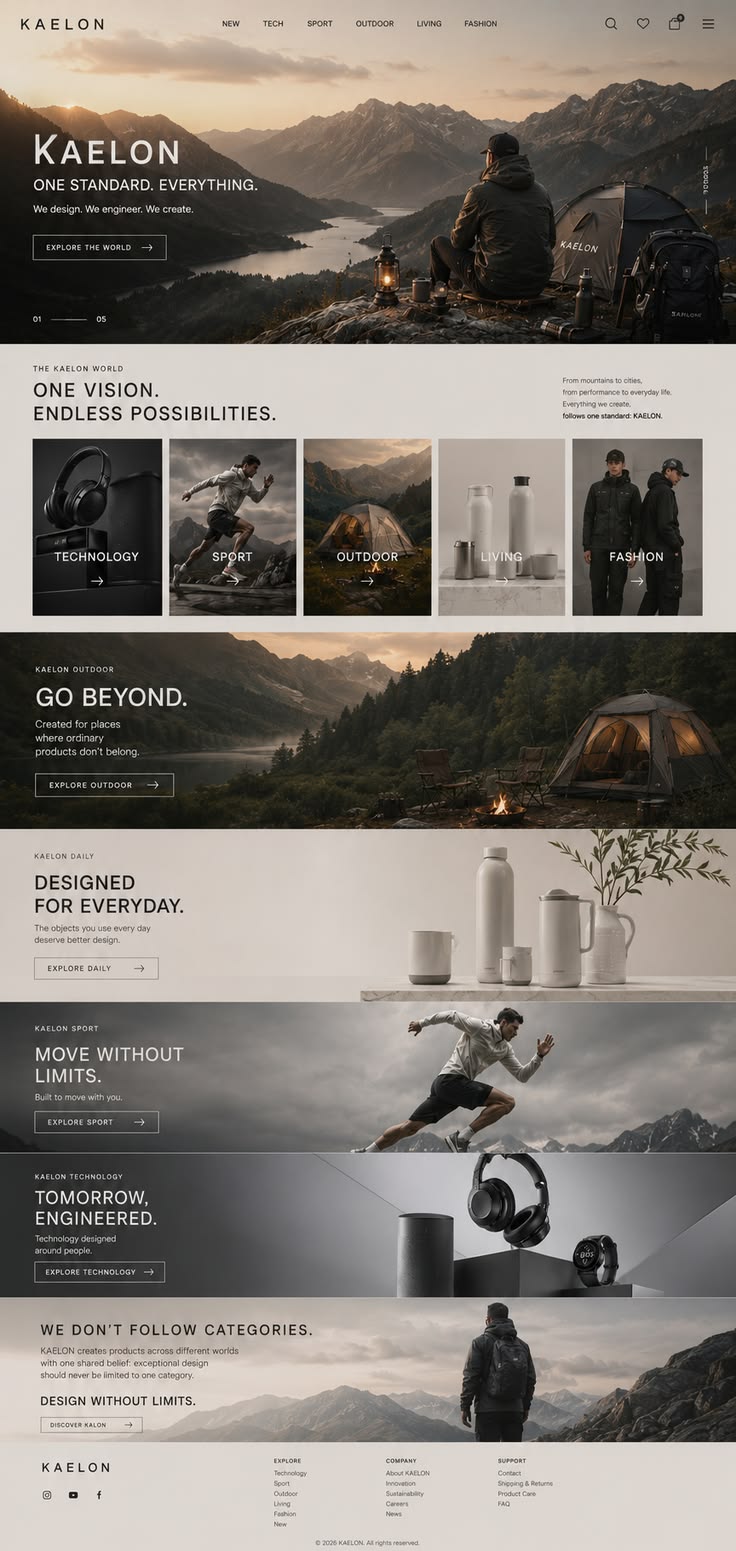 KAELON
NEW TECH SPORT OUTDOOR LIVING FASHION
0
KAELON
ONE STANDARD. EVERYTHING.
We design. We engineer. We create.
EXPLORE THE WORLD
KAELON
01 05
THE KAELON WORLD
ONE VISION.
ENDLESS POSSIBILITIES.
From mountains to cities,
from performance to everyday life.
Everything we create,
follows one standard: KAELON.
TECHNOLOGY
SPORT
OUTDOOR
LIVING
FASHION
KAELON OUTDOOR
GO BEYOND.
Created for places
where ordinary
products don't belong.
EXPLORE OUTDOOR
KAELON DAILY
DESIGNED
FOR EVERYDAY.
The objects you use every day
deserve better design.
EXPLORE DAILY
KAELON SPORT
MOVE WITHOUT
LIMITS.
Built to move with you.
EXPLORE SPORT
KAELON TECHNOLOGY
TOMORROW,
ENGINEERED.
Technology designed
around people.
EXPLORE TECHNOLOGY
WE DON'T FOLLOW CATEGORIES.
KAELON creates products across different worlds
with one shared belief: exceptional design
should never be limited to one category.
DESIGN WITHOUT LIMITS.
DISCOVER KALON
KAELON
EXPLORE
Technology
Sport
Outdoor
Living
Fashion
New
COMPANY
About KAELON
Innovation
Sustainability
Careers
News
SUPPORT
Contact
Shipping & Returns
Product Care
FAQ
© 2026 KAELON. All rights reserved.